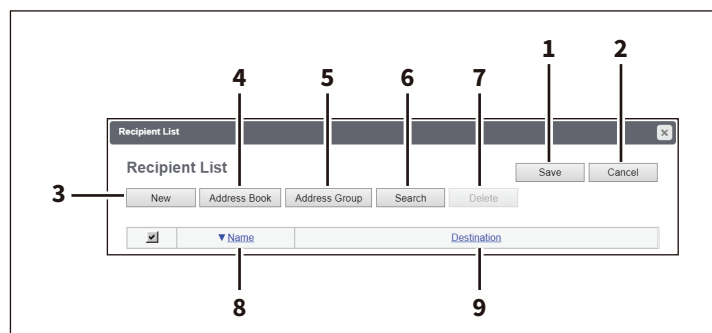 1 2
4 5 6 7
Recipient List
Recipient List
Save Cancel
3 New Address Book Address Group Search Delete
▼Name Destination
8 9